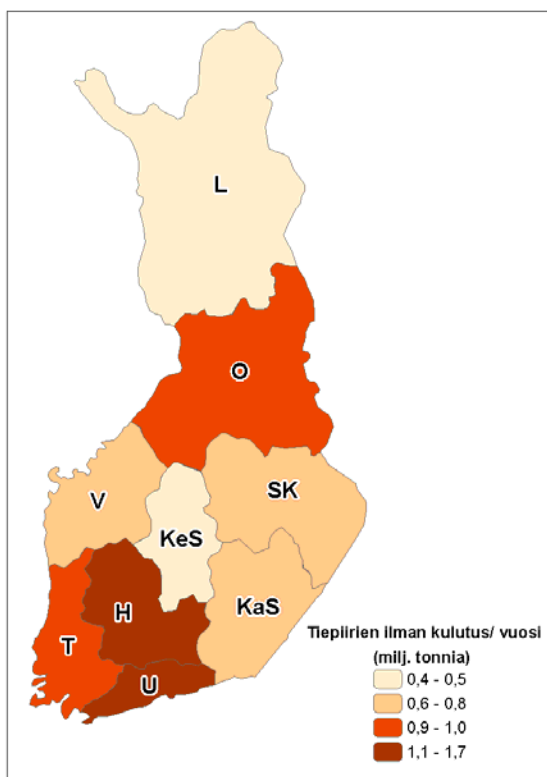 L
O
V
SK
KeS
H
KaS
T
U
Tiepiirien ilman kulutus/ vuosi
(milj. tonnia)
0,4 - 0,5
0,6 - 0,8
0,9 - 1,0
1,1 - 1,7